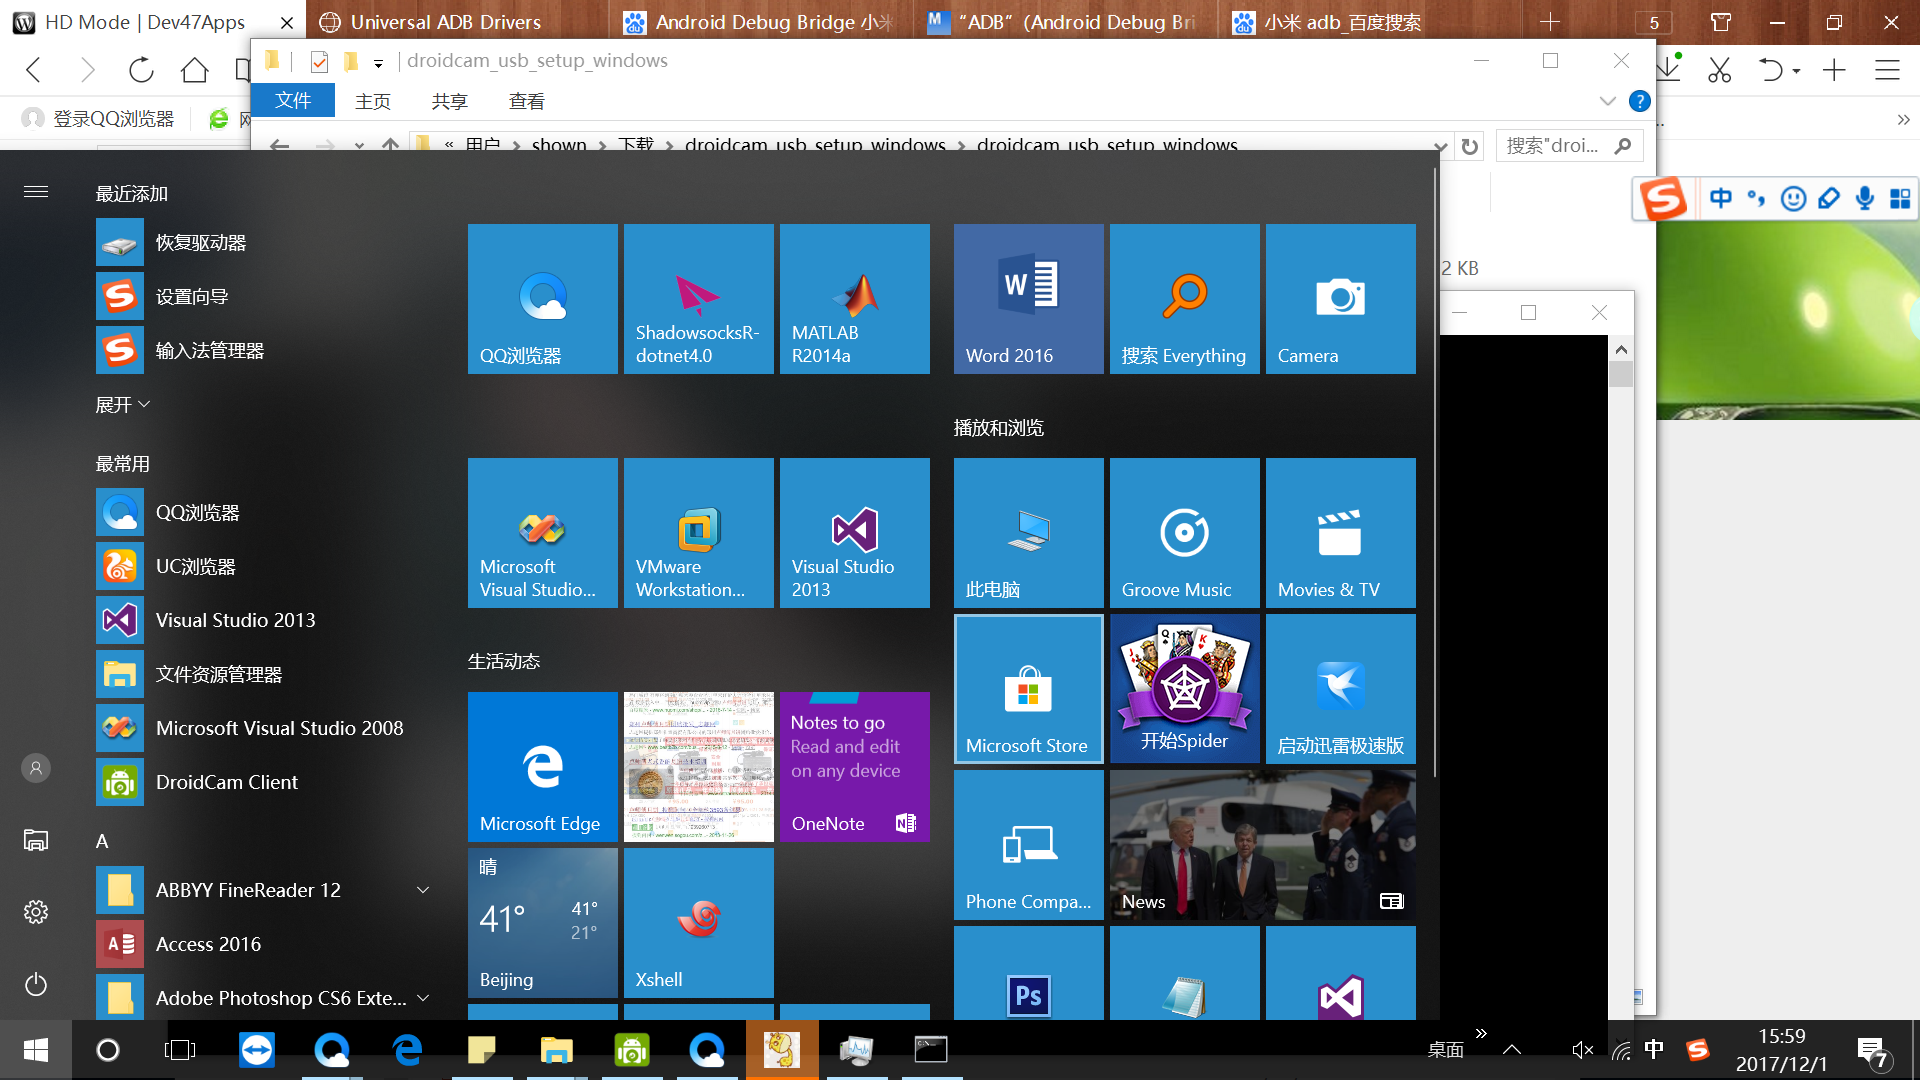 HD Mode | Dev47Apps
Universal ADB Drivers
Android Debug Bridge 小米
“ADB”（Android Debug Bri
小米 adb_百度搜索
5
droidcam_usb_setup_windows
文件
主页
共享
查看
登录QQ浏览器
« 用户 > shown > 下载 > droidcam_usb_setup_windows > droidcam_usb_setup_windows
搜索"droi...
中
2 KB
最近添加
恢复驱动器
设置向导
输入法管理器
展开
最常用
QQ浏览器
UC浏览器
Visual Studio 2013
文件资源管理器
Microsoft Visual Studio 2008
DroidCam Client
A
ABBYY FineReader 12
Access 2016
Adobe Photoshop CS6 Exte...
QQ浏览器
ShadowsocksR-
dotnet4.0
MATLAB
R2014a
Word 2016
搜索 Everything
Camera
播放和浏览
Microsoft
Visual Studio...
VMware
Workstation...
Visual Studio
2013
此电脑
Groove Music
Movies & TV
生活动态
Microsoft Store
开始Spider
启动迅雷极速版
Microsoft Edge
Notes to go
Read and edit
on any device
OneNote
晴
41°
41°
21°
Beijing
Xshell
Phone Compa...
News
Ps
桌面
中
15:59
2017/12/1
7